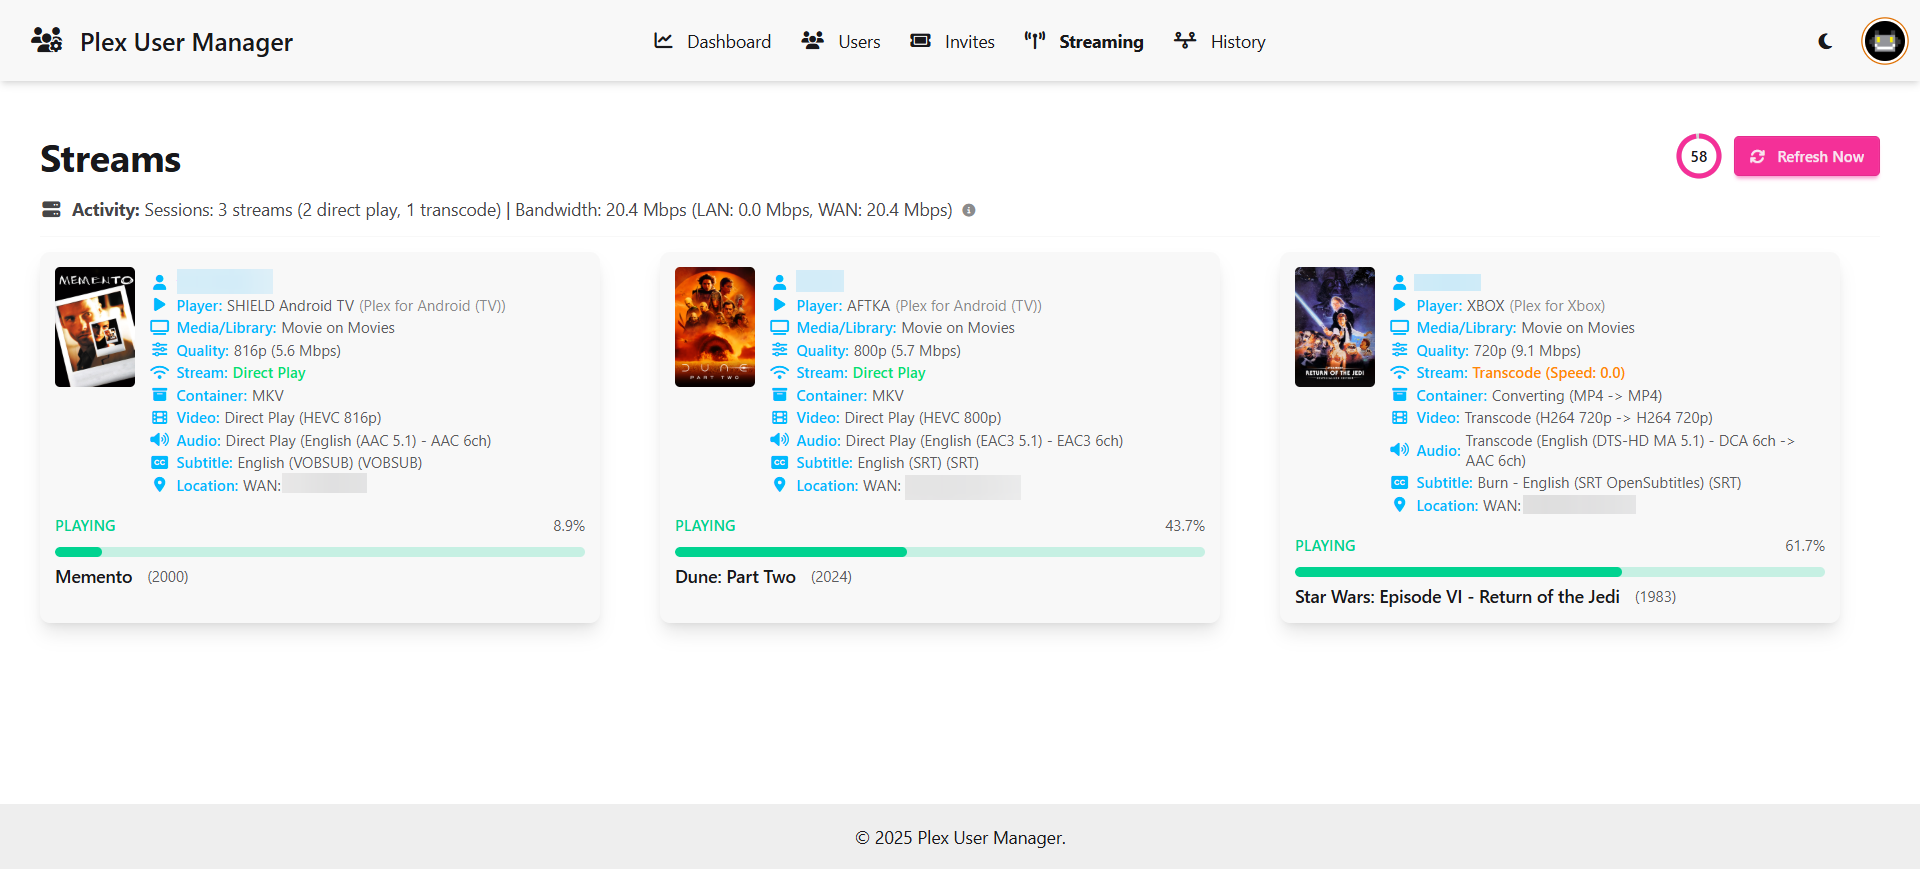 Plex User Manager
Dashboard
Users
Invites
Streaming
History
Streams
58
Refresh Now
Activity: Sessions: 3 streams (2 direct play, 1 transcode) | Bandwidth: 20.4 Mbps (LAN: 0.0 Mbps, WAN: 20.4 Mbps)
MEMENTO
Player: SHIELD Android TV (Plex for Android (TV))
Media/Library: Movie on Movies
Quality: 816p (5.6 Mbps)
Stream: Direct Play
Container: MKV
Video: Direct Play (HEVC 816p)
Audio: Direct Play (English (AAC 5.1) - AAC 6ch)
CC Subtitle: English (VOBSUB) (VOBSUB)
Location: WAN:
PLAYING
8.9%
Memento (2000)
DUNE
PART TWO
Player: AFTKA (Plex for Android (TV))
Media/Library: Movie on Movies
Quality: 800p (5.7 Mbps)
Stream: Direct Play
Container: MKV
Video: Direct Play (HEVC 800p)
Audio: Direct Play (English (EAC3 5.1) - EAC3 6ch)
CC Subtitle: English (SRT) (SRT)
Location: WAN:
PLAYING
43.7%
Dune: Part Two (2024)
STAR WARS
RETURN OF THE JEDI
Player: XBOX (Plex for Xbox)
Media/Library: Movie on Movies
Quality: 720p (9.1 Mbps)
Stream: Transcode (Speed: 0.0)
Container: Converting (MP4 -> MP4)
Video: Transcode (H264 720p -> H264 720p)
Audio: Transcode (English (DTS-HD MA 5.1) - DCA 6ch ->
AAC 6ch)
CC Subtitle: Burn - English (SRT OpenSubtitles) (SRT)
Location: WAN:
PLAYING
61.7%
Star Wars: Episode VI - Return of the Jedi (1983)
© 2025 Plex User Manager.